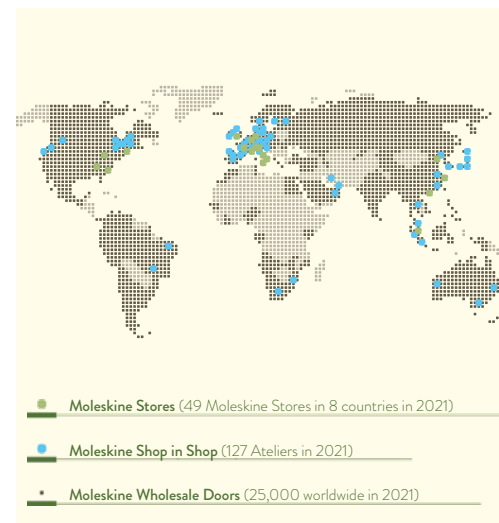 Moleskine Stores (49 Moleskine Stores in 8 countries in 2021)
Moleskine Shop in Shop (127 Ateliers in 2021)
Moleskine Wholesale Doors (25,000 worldwide in 2021)